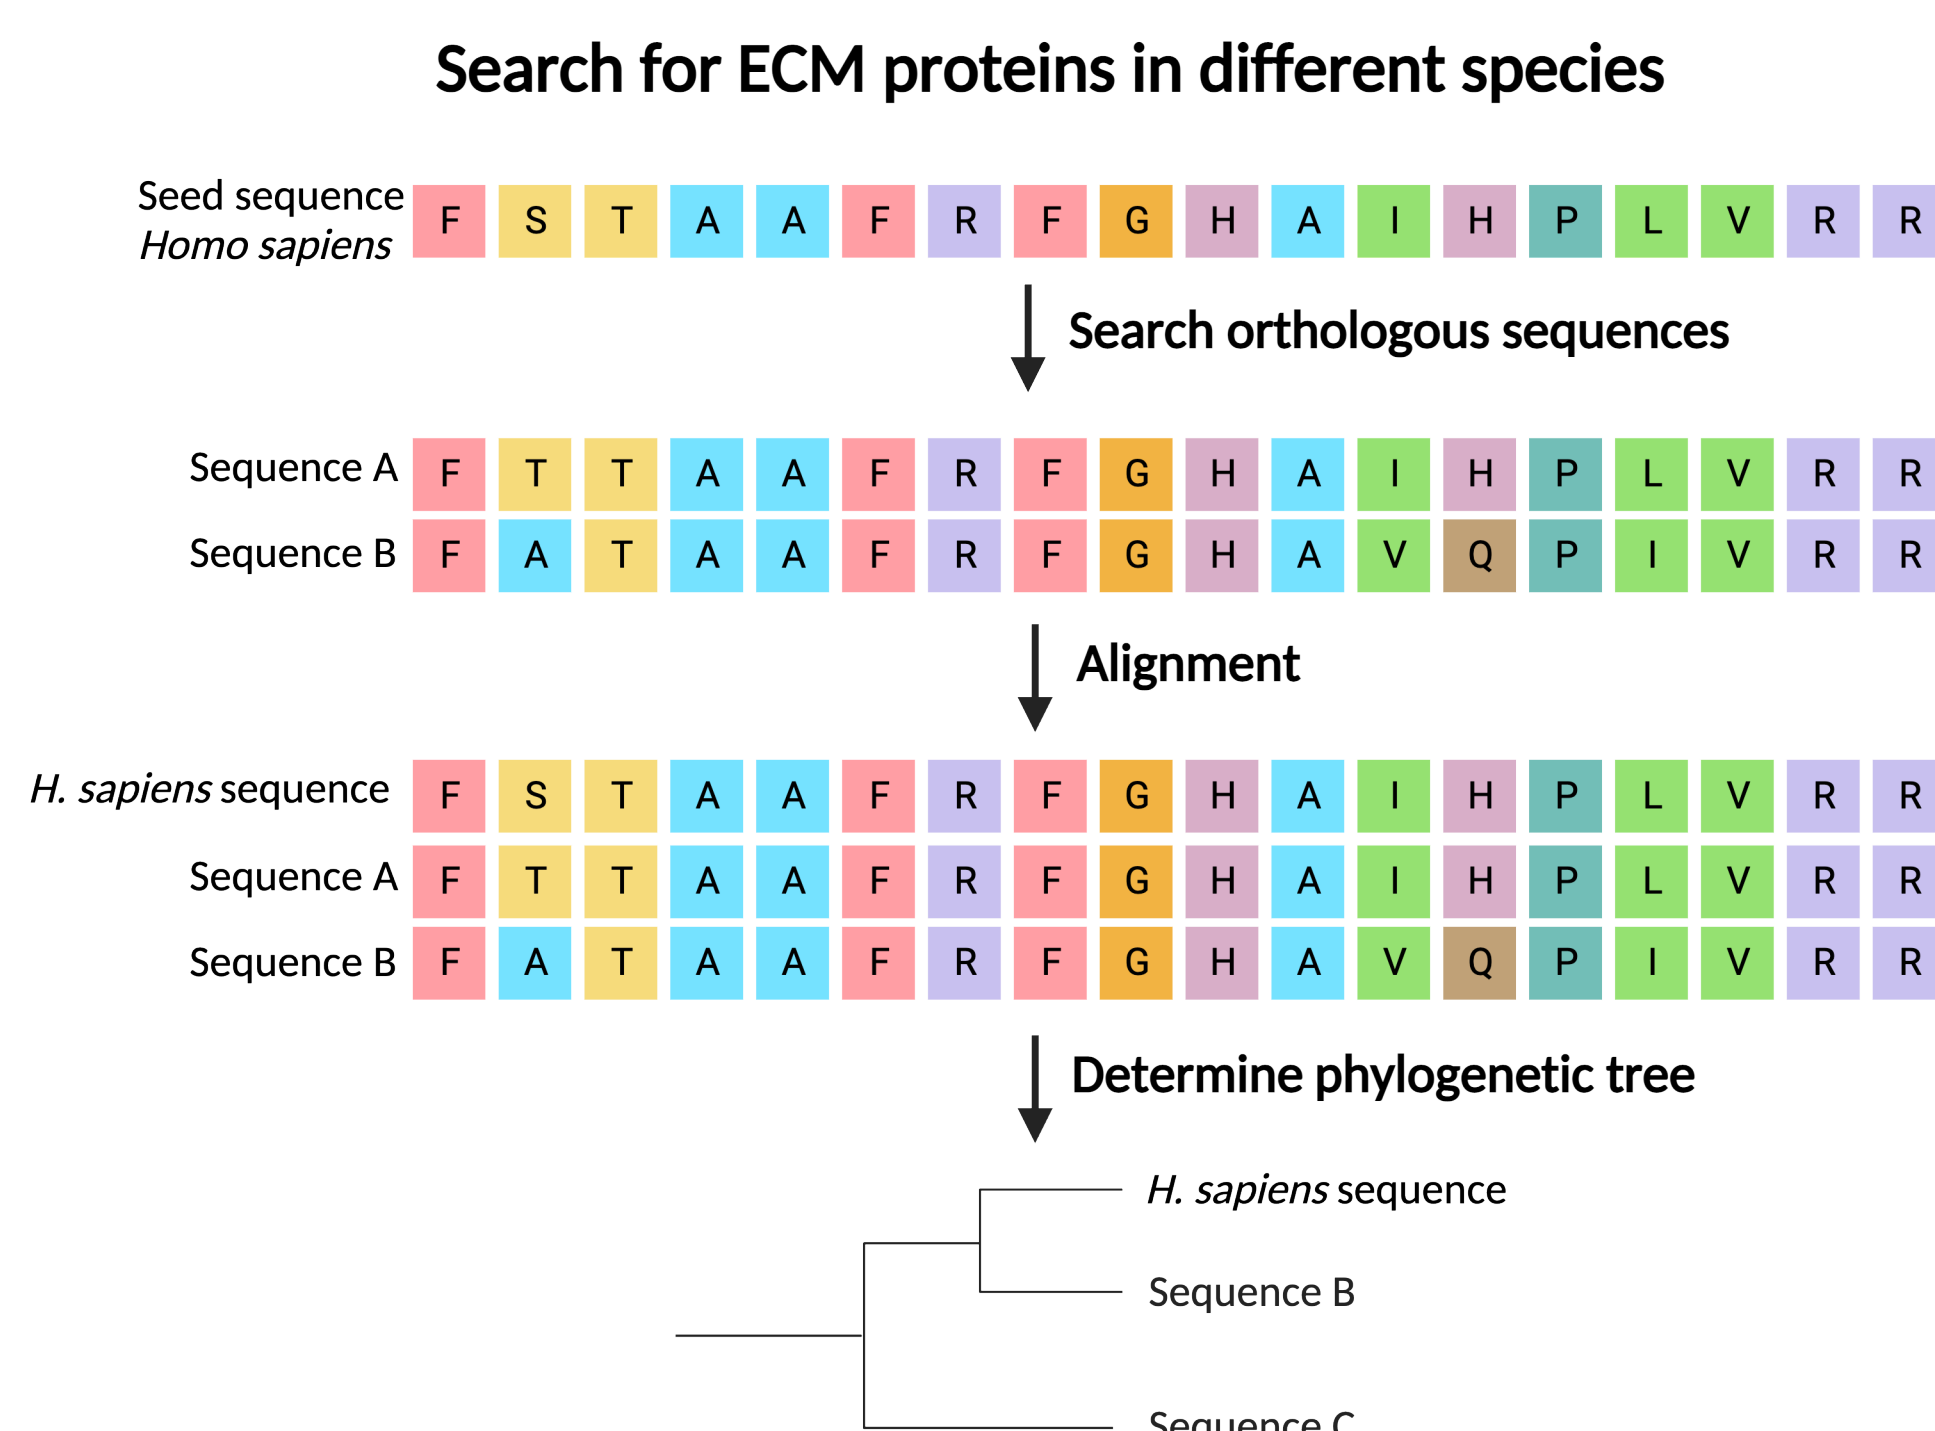 Search for ECM proteins in different species
Seed sequence
Homo sapiens
F S T A A F R F G H A I H P L V R R
Search orthologous sequences
Sequence A F T T A A F R F G H A I H P L V R R
Sequence B F A T A A F R F G H A V Q P I V R R
Alignment
H. sapiens sequence F S T A A F R F G H A I H P L V R R
Sequence A F T T A A F R F G H A I H P L V R R
Sequence B F A T A A F R F G H A V Q P I V R R
Determine phylogenetic tree
H. sapiens sequence
Sequence B
Sequence C